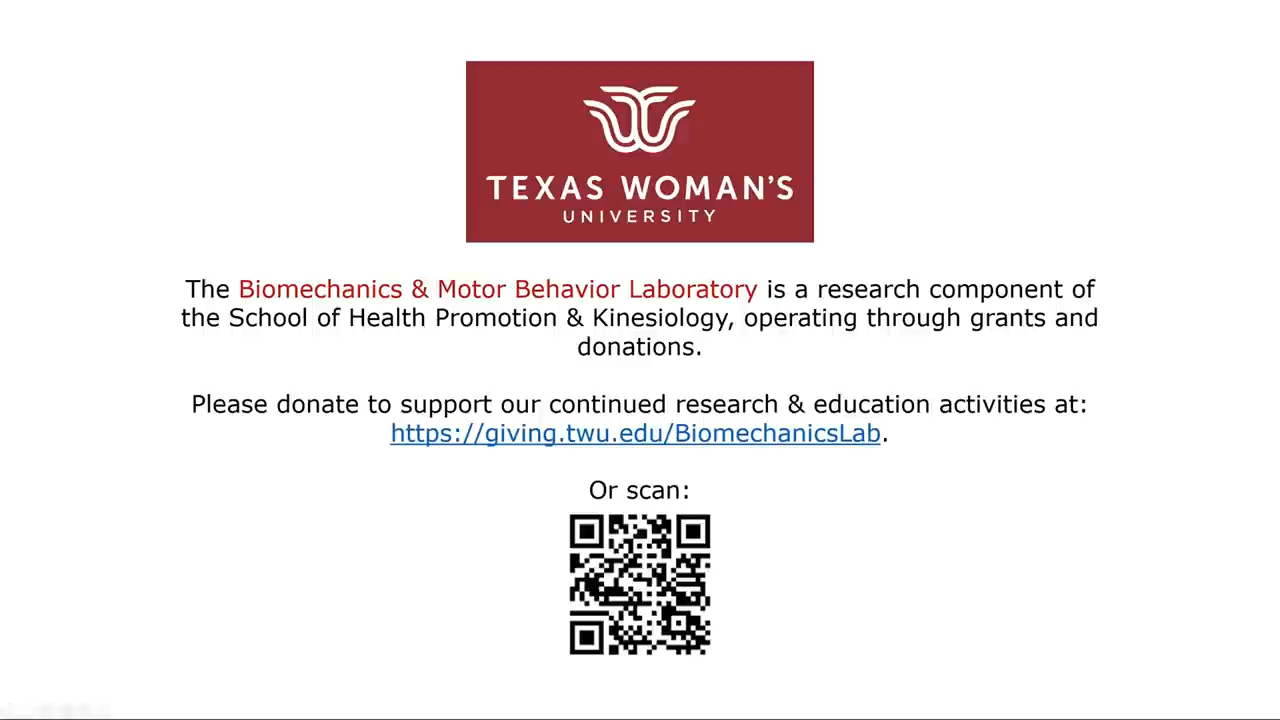 TEXAS WOMAN'S
UNIVERSITY
The Biomechanics & Motor Behavior Laboratory is a research component of
the School of Health Promotion & Kinesiology, operating through grants and
donations.
Please donate to support our continued research & education activities at:
https://giving.twu.edu/BiomechanicsLab.
Or scan: